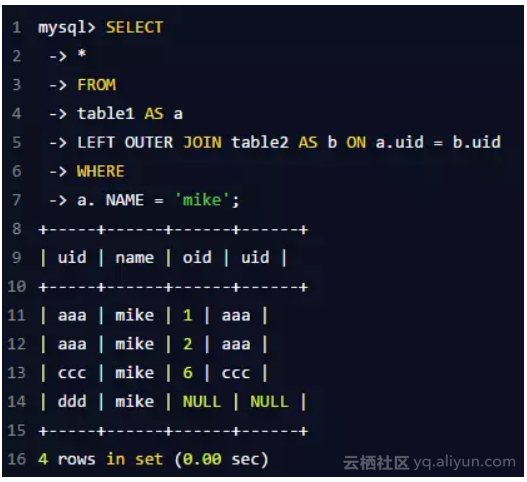 1 mysql> SELECT
2 -> *
3 -> FROM
4 -> table1 AS a
5 -> LEFT OUTER JOIN table2 AS b ON a.uid = b.uid
6 -> WHERE
7 -> a. NAME = 'mike';
8 +-----+------+------+------+
9 | uid | name | oid | uid |
10 +-----+------+------+------+
11 | aaa | mike | 1 | aaa |
12 | aaa | mike | 2 | aaa |
13 | ccc | mike | 6 | ccc |
14 | ddd | mike | NULL | NULL |
15 +-----+------+------+------+
16 4 rows in set (0.00 sec)
云栖社区 yq.aliyun.com